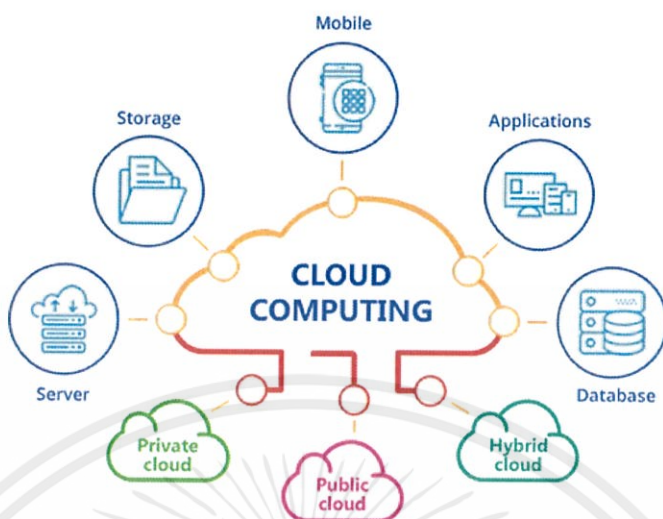 Mobile
Storage
Applications
CLOUD
COMPUTING
Server
Database
Private
cloud
Hybrid
cloud
Public
cloud